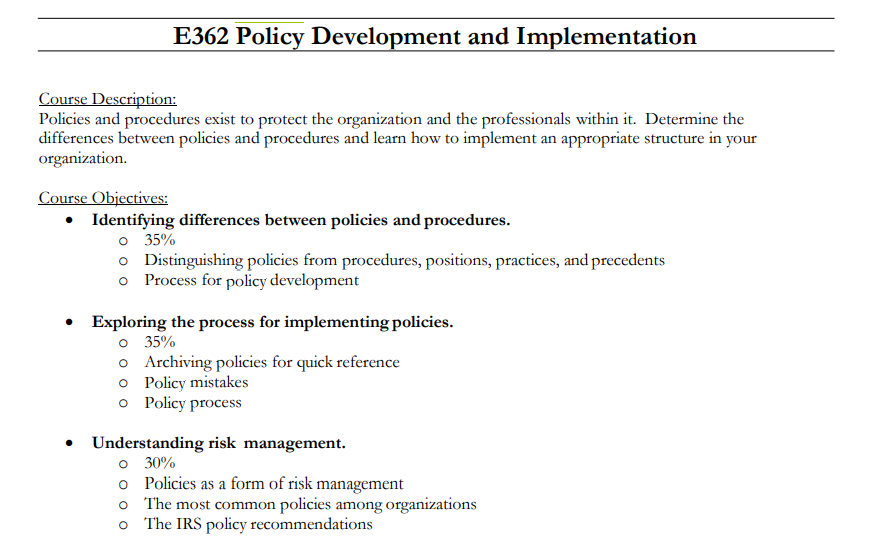 E362 Policy Development and Implementation
Course Description:
Policies and procedures exist to protect the organization and the professionals within it. Determine the
differences between policies and procedures and learn how to implement an appropriate structure in your
organization.
Course Objectives:
• Identifying differences between policies and procedures.
o 35%
o Distinguishing policies from procedures, positions, practices, and precedents
o Process for policy development
• Exploring the process for implementing policies.
o 35%
o Archiving policies for quick reference
o Policy mistakes
o Policy process
• Understanding risk management.
o 30%
o Policies as a form of risk management
o The most common policies among organizations
o The IRS policy recommendations